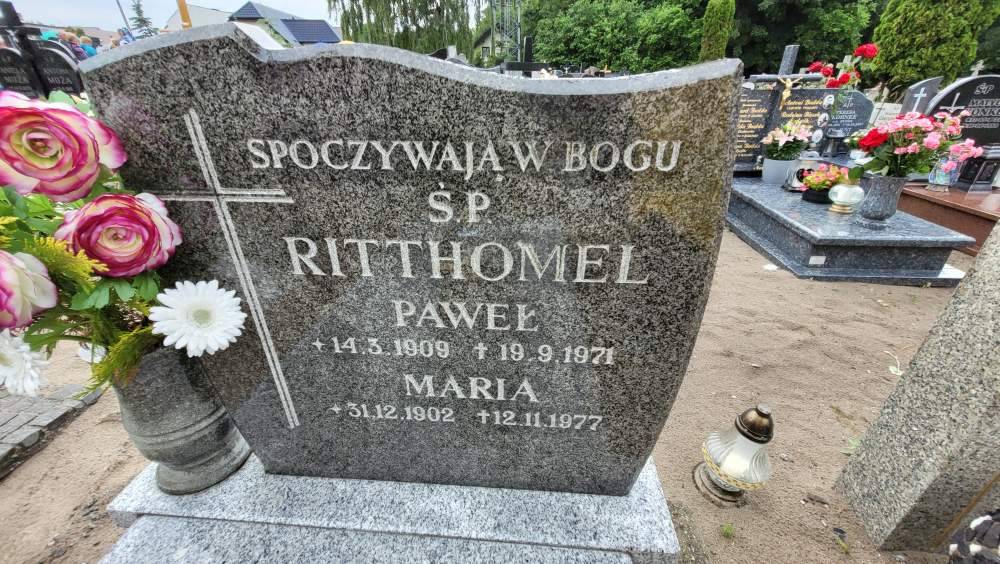 SPOCZYWAJĄ W BOGU
Ś.P.
RITTHOMEL
PAWEŁ
+14.3.1909 ✝ 19.9.1971
MARIA
+31.12.1902 ✝12.11.1977